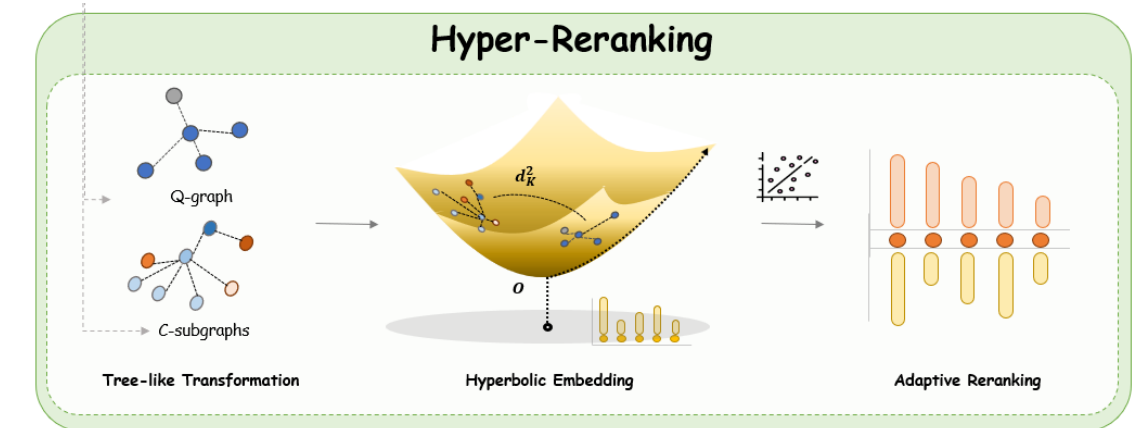 Hyper-Reranking
Q-graph
C-subgraphs
d_K^2
O
Tree-like Transformation
Hyperbolic Embedding
Adaptive Reranking